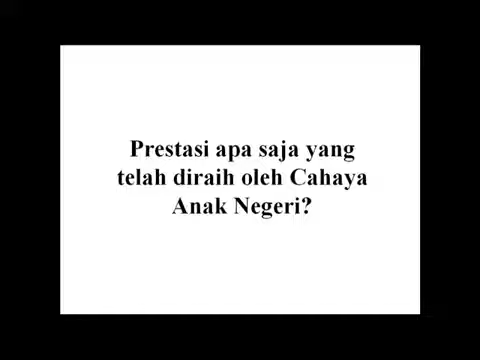 Prestasi apa saja yang
telah diraih oleh Cahaya
Anak Negeri?